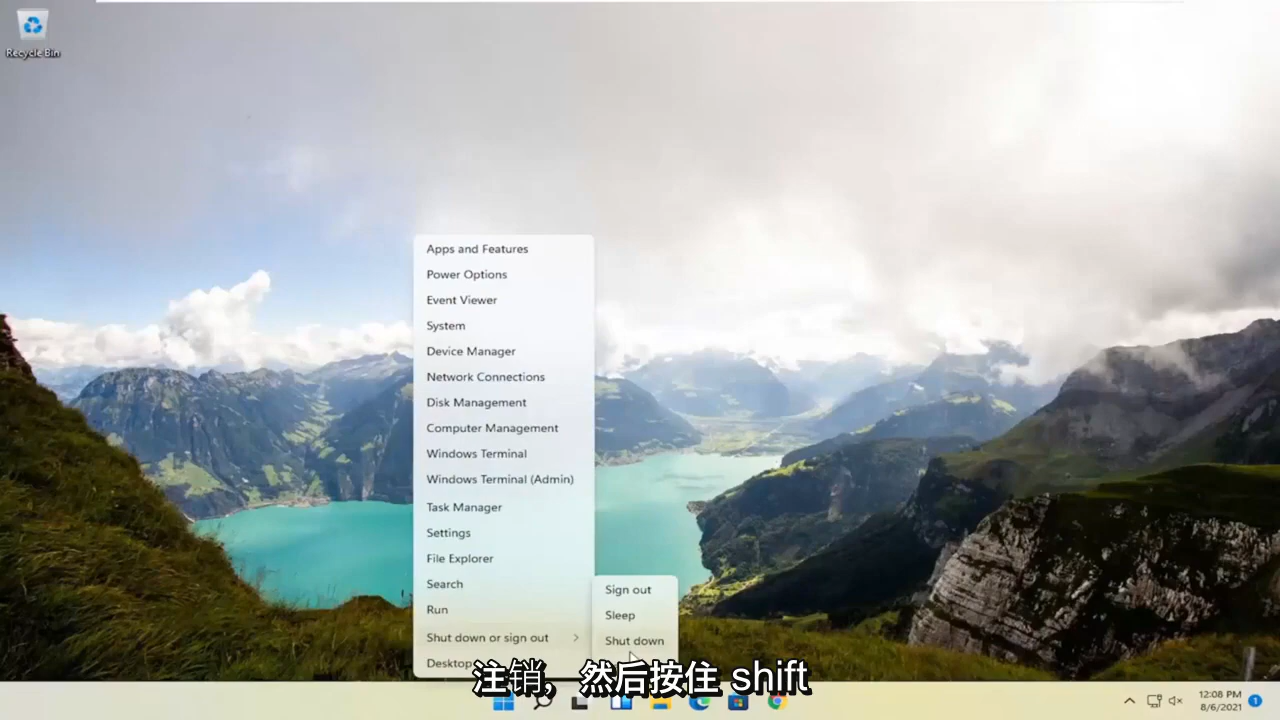 Recycle Bin
Apps and Features
Power Options
Event Viewer
System
Device Manager
Network Connections
Disk Management
Computer Management
Windows Terminal
Windows Terminal (Admin)
Task Manager
Settings
File Explorer
Search
Run
Shut down or sign out
Desktop
Sign out
Sleep
Shut down
注销，然后按住 shift
12:08 PM
8/6/2021
1